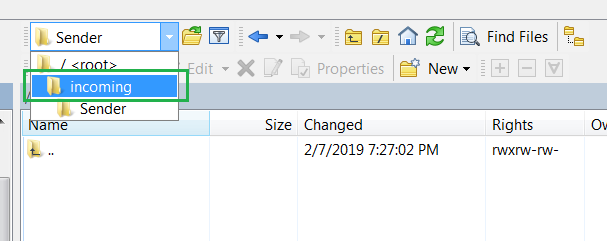 Sender Find Files
/ <root> Edit Properties New
incoming
Sender
Name Size Changed Rights Ow
.. 2/7/2019 7:27:02 PM rwxrw-rw-